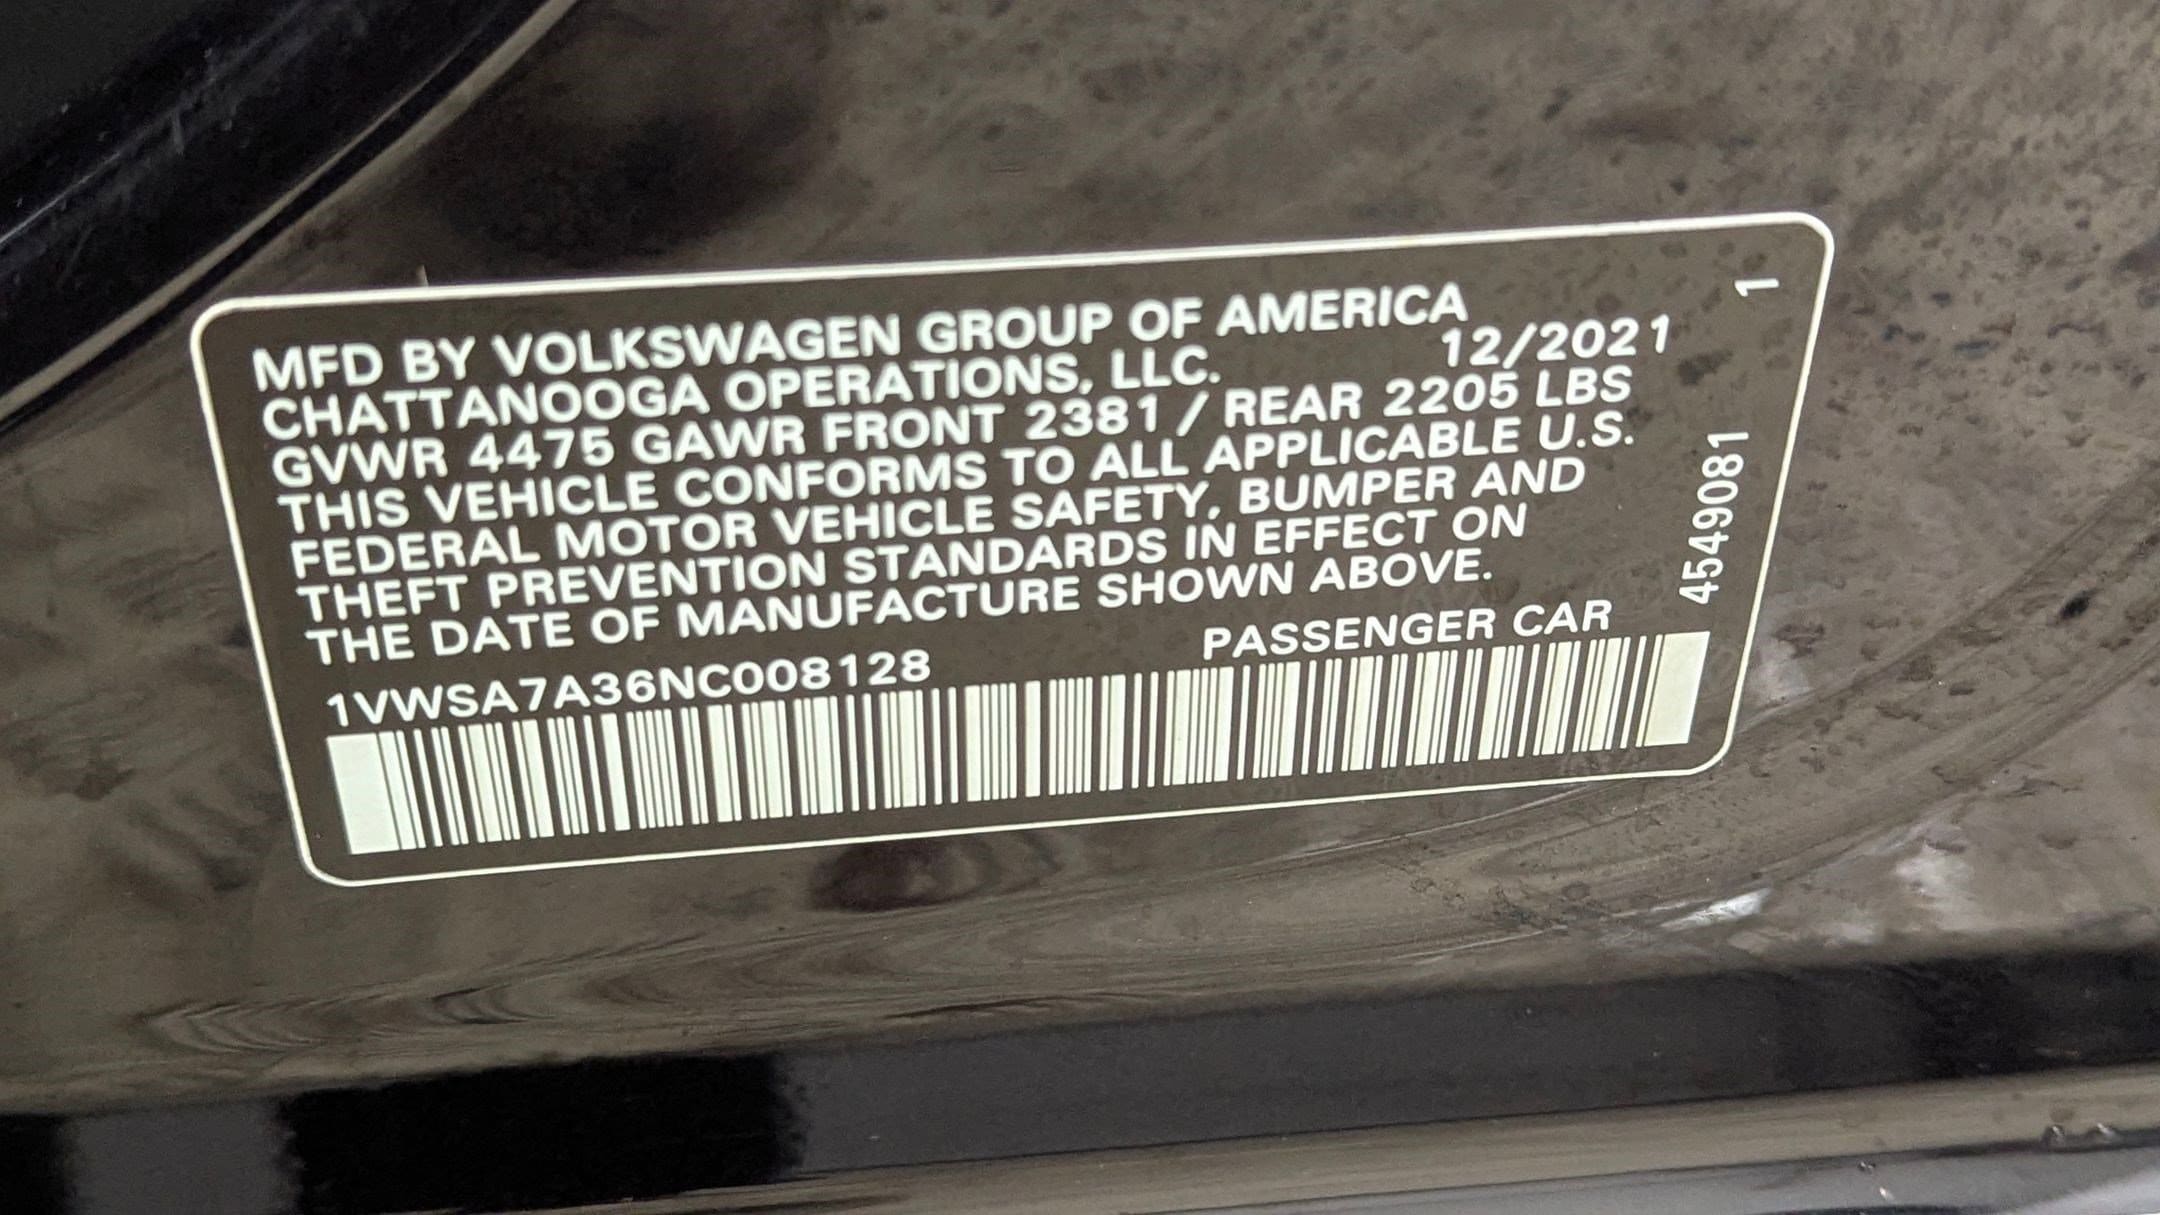 MFD BY VOLKSWAGEN GROUP OF AMERICA
CHATTANOOGA OPERATIONS, LLC. 12/2021
GVWR 4475 GAWR FRONT 2381 / REAR 2205 LBS
THIS VEHICLE CONFORMS TO ALL APPLICABLE U.S.
FEDERAL MOTOR VEHICLE SAFETY, BUMPER AND
THEFT PREVENTION STANDARDS IN EFFECT ON
THE DATE OF MANUFACTURE SHOWN ABOVE.
1VWSA7A36NC008128 PASSENGER CAR
4549081 1